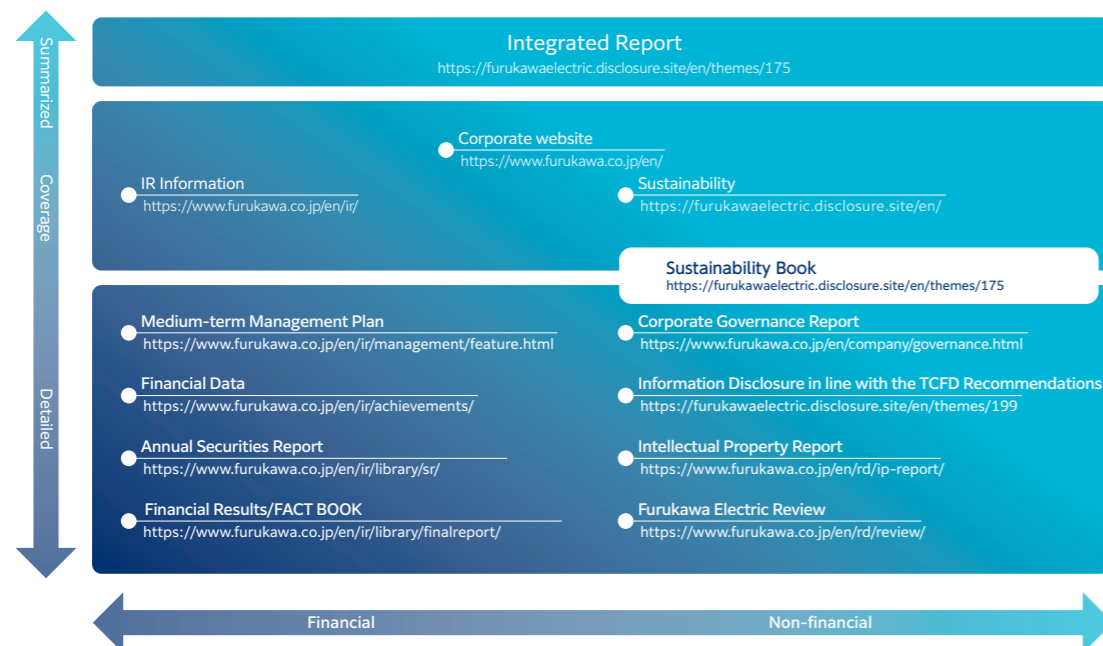 Summarized
Coverage
Detailed
Integrated Report
https://furukawaelectric.disclosure.site/en/themes/175
Corporate website
https://www.furukawa.co.jp/en/
IR Information
https://www.furukawa.co.jp/en/ir/
Sustainability
https://furukawaelectric.disclosure.site/en/
Sustainability Book
https://furukawaelectric.disclosure.site/en/themes/175
Medium-term Management Plan
https://www.furukawa.co.jp/en/ir/management/feature.html
Financial Data
https://www.furukawa.co.jp/en/ir/achievements/
Annual Securities Report
https://www.furukawa.co.jp/en/ir/library/sr/
Financial Results/FACT BOOK
https://www.furukawa.co.jp/en/ir/library/finalreport/
Corporate Governance Report
https://www.furukawa.co.jp/en/company/governance.html
Information Disclosure in line with the TCFD Recommendations
https://furukawaelectric.disclosure.site/en/themes/199
Intellectual Property Report
https://www.furukawa.co.jp/en/rd/ip-report/
Furukawa Electric Review
https://www.furukawa.co.jp/en/rd/review/
Financial
Non-financial